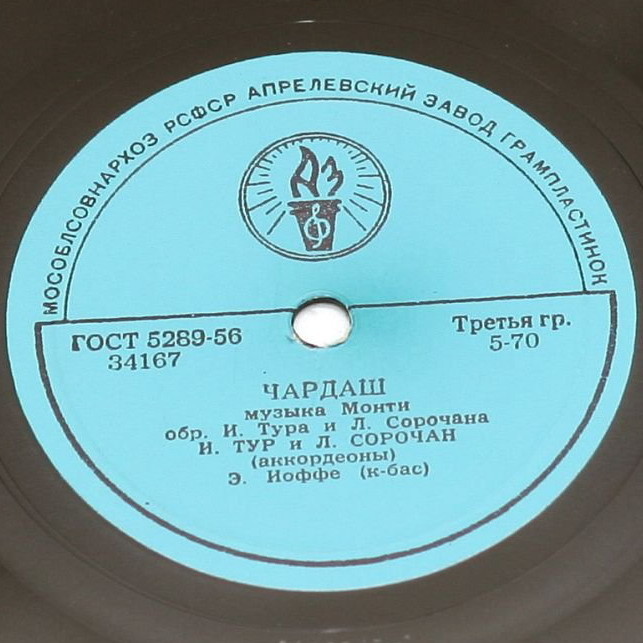 МОСОБЛСОВНАРХОЗ РСФСР АПРЕЛЕВСКИЙ ЗАВОД ГРАМПЛАСТИНОК
АЗ
ГОСТ 5289-56
34167
Третья гр.
5-70
ЧАРДАШ
музыка Монти
обр. И. Тура и Л. Сорочана
И. ТУР и Л. СОРОЧАН
(аккордеоны)
Э. Иоффе (к-бас)